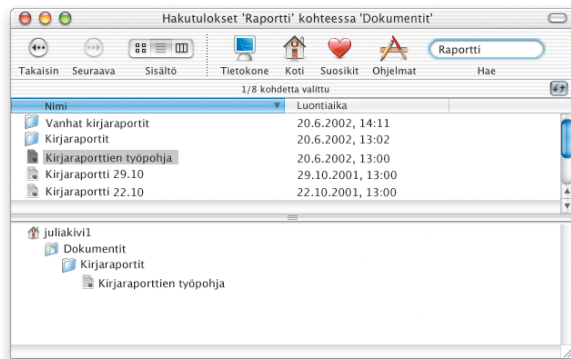 Hakutulokset 'Raportti' kohteessa 'Dokumentit'
Raportti
Takaisin Seuraava Sisältö Tietokone Koti Suosikit Ohjelmat Hae
1/8 kohdetta valittu
Nimi Luontiaika
Vanhat kirjaraportit 20.6.2002, 14:11
Kirjaraportit 20.6.2002, 13:02
Kirjaraporttien työpohja 20.6.2002, 13:00
Kirjaraportti 29.10 29.10.2001, 13:00
Kirjaraportti 22.10 22.10.2001, 13:00
juliakivi1
Dokumentit
Kirjaraportit
Kirjaraporttien työpohja